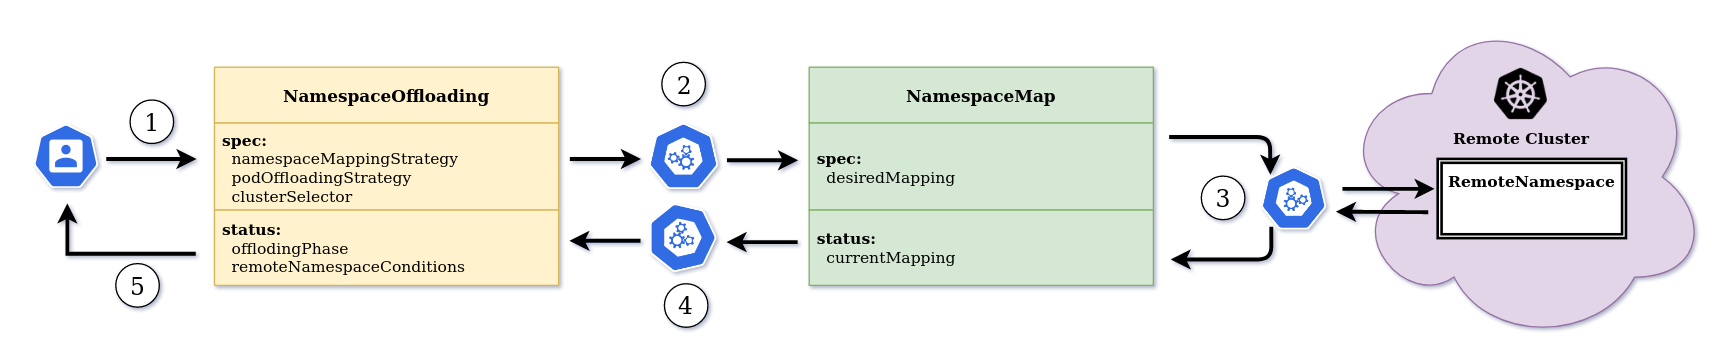 1
NamespaceOffloading
spec:
namespaceMappingStrategy
podOffloadingStrategy
clusterSelector
status:
offlodingPhase
remoteNamespaceConditions
5
2
4
NamespaceMap
spec:
desiredMapping
status:
currentMapping
3
Remote Cluster
RemoteNamespace